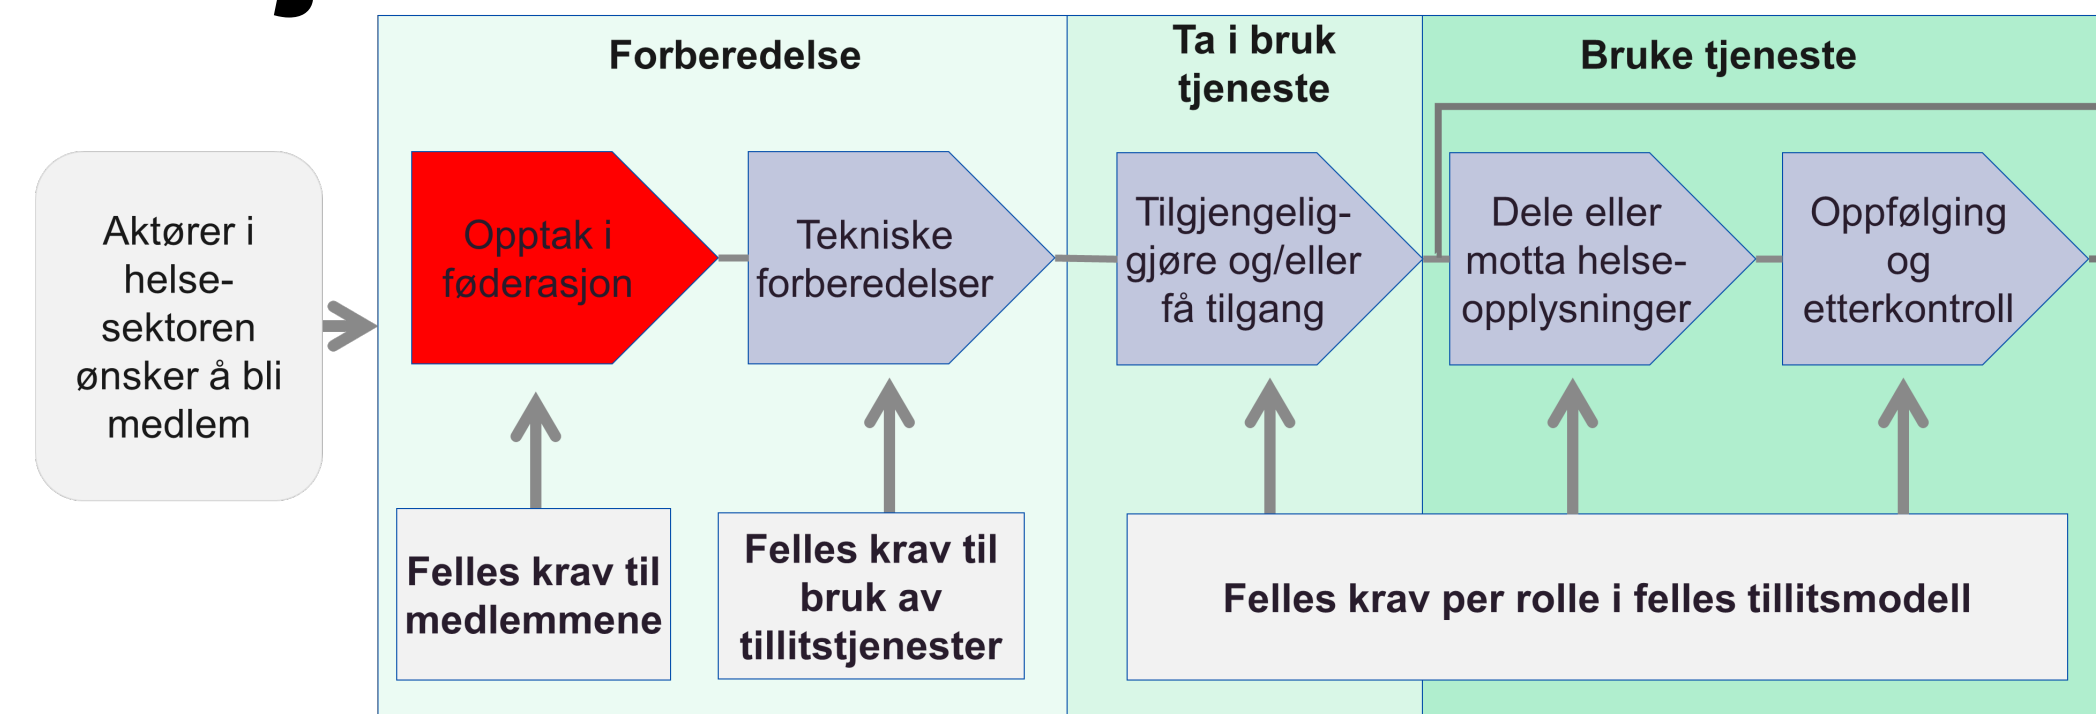 Forberedelse
Ta i bruk
tjeneste
Bruke tjeneste
Aktører i
helse-
sektoren
ønsker å bli
medlem
Opptak i
føderasjon
Tekniske
forberedelser
Tilgjengelig-
gjøre og/eller
få tilgang
Dele eller
motta helse-
opplysninger
Oppfølging
og
etterkontroll
Felles krav til
medlemmene
Felles krav til
bruk av
tillitstjenester
Felles krav per rolle i felles tillitsmodell